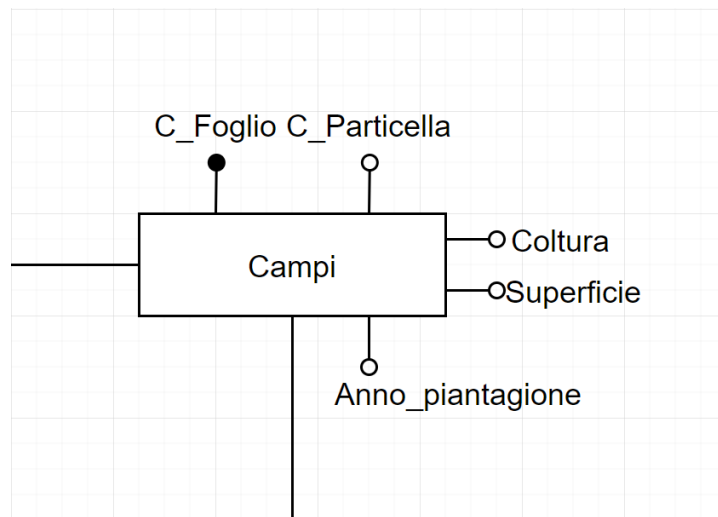 C_Foglio C_Particella
Campi
Coltura
Superficie
Anno_piantagione